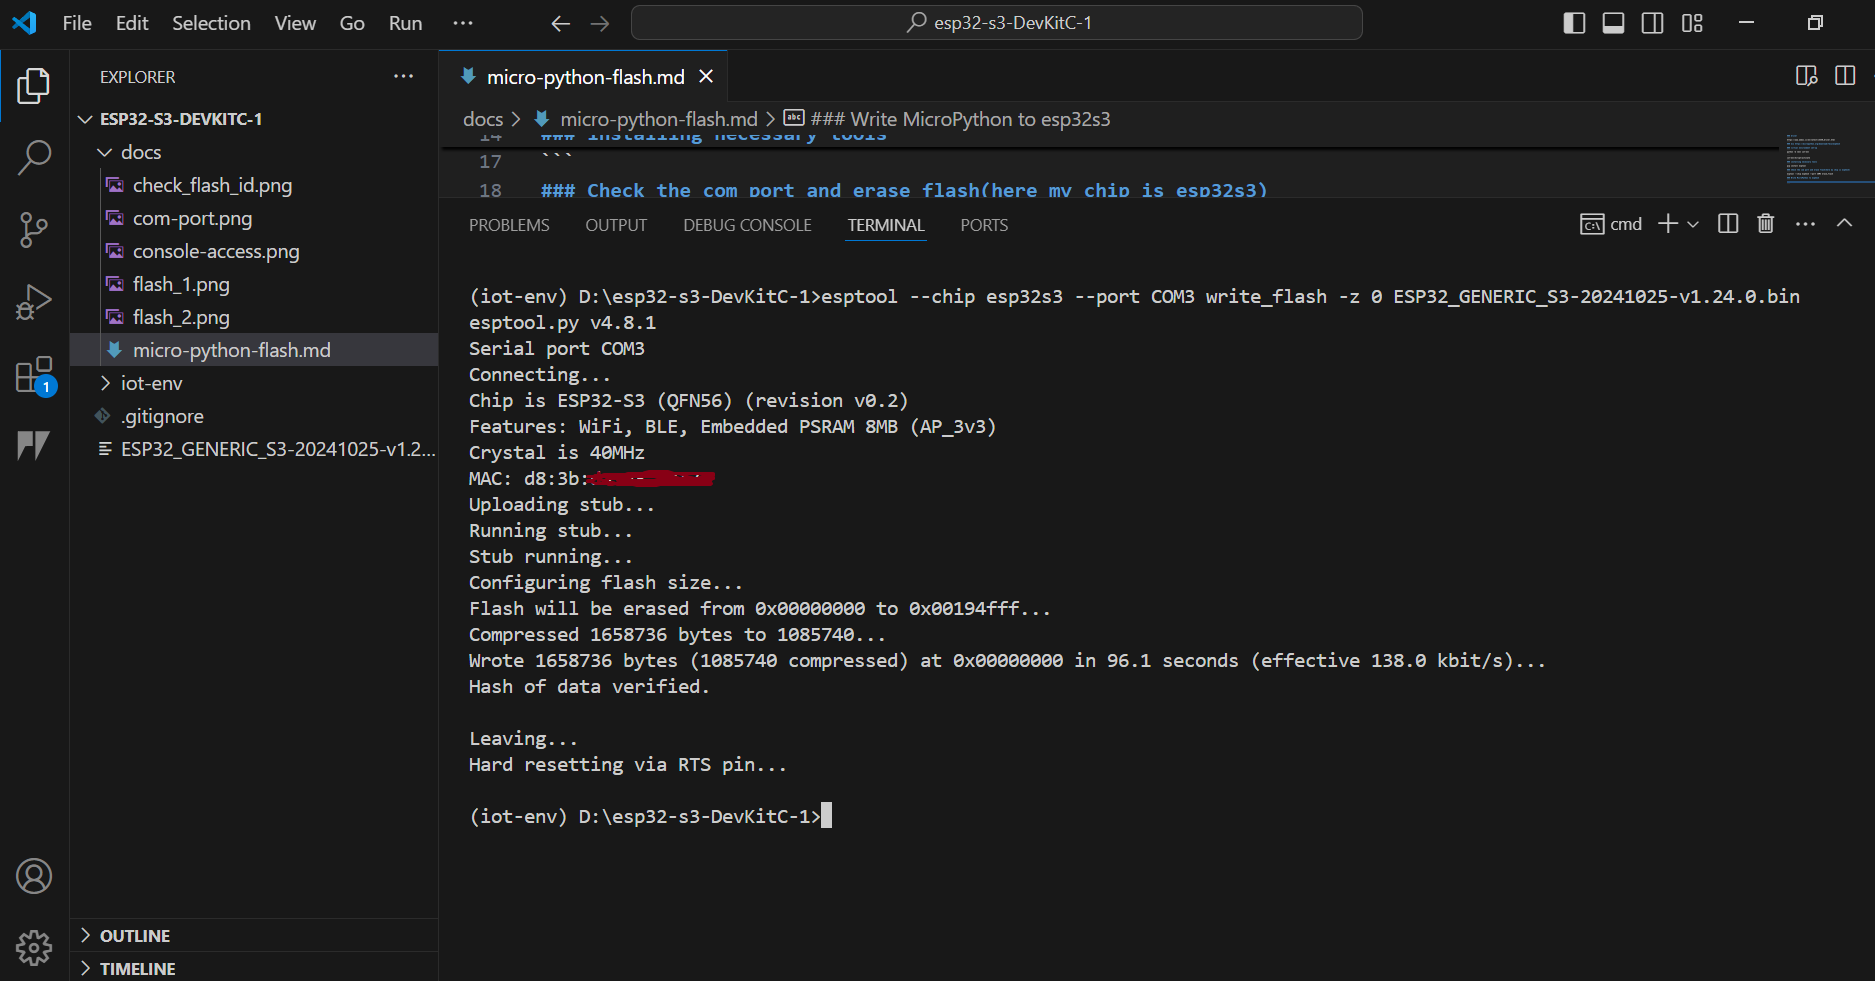 File Edit Selection View Go Run ...
esp32-s3-DevKitC-1
EXPLORER ...
ESP32-S3-DEVKITC-1
docs
check_flash_id.png
com-port.png
console-access.png
flash_1.png
flash_2.png
micro-python-flash.md
iot-env
.gitignore
ESP32_GENERIC_S3-20241025-v1.2...
OUTLINE
TIMELINE
1
micro-python-flash.md
docs > micro-python-flash.md > abc ### Write MicroPython to esp32s3
14 ### Installing necessary tools
17 ```
18 ### Check the com port and erase flash(here my chip is esp32s3)
PROBLEMS OUTPUT DEBUG CONSOLE TERMINAL PORTS
cmd
(iot-env) D:\esp32-s3-DevKitC-1>esptool --chip esp32s3 --port COM3 write_flash -z 0 ESP32_GENERIC_S3-20241025-v1.24.0.bin
esptool.py v4.8.1
Serial port COM3
Connecting...
Chip is ESP32-S3 (QFN56) (revision v0.2)
Features: WiFi, BLE, Embedded PSRAM 8MB (AP_3v3)
Crystal is 40MHz
MAC: d8:3b:
Uploading stub...
Running stub...
Stub running...
Configuring flash size...
Flash will be erased from 0x00000000 to 0x00194fff...
Compressed 1658736 bytes to 1085740...
Wrote 1658736 bytes (1085740 compressed) at 0x00000000 in 96.1 seconds (effective 138.0 kbit/s)...
Hash of data verified.
Leaving...
Hard resetting via RTS pin...
(iot-env) D:\esp32-s3-DevKitC-1>